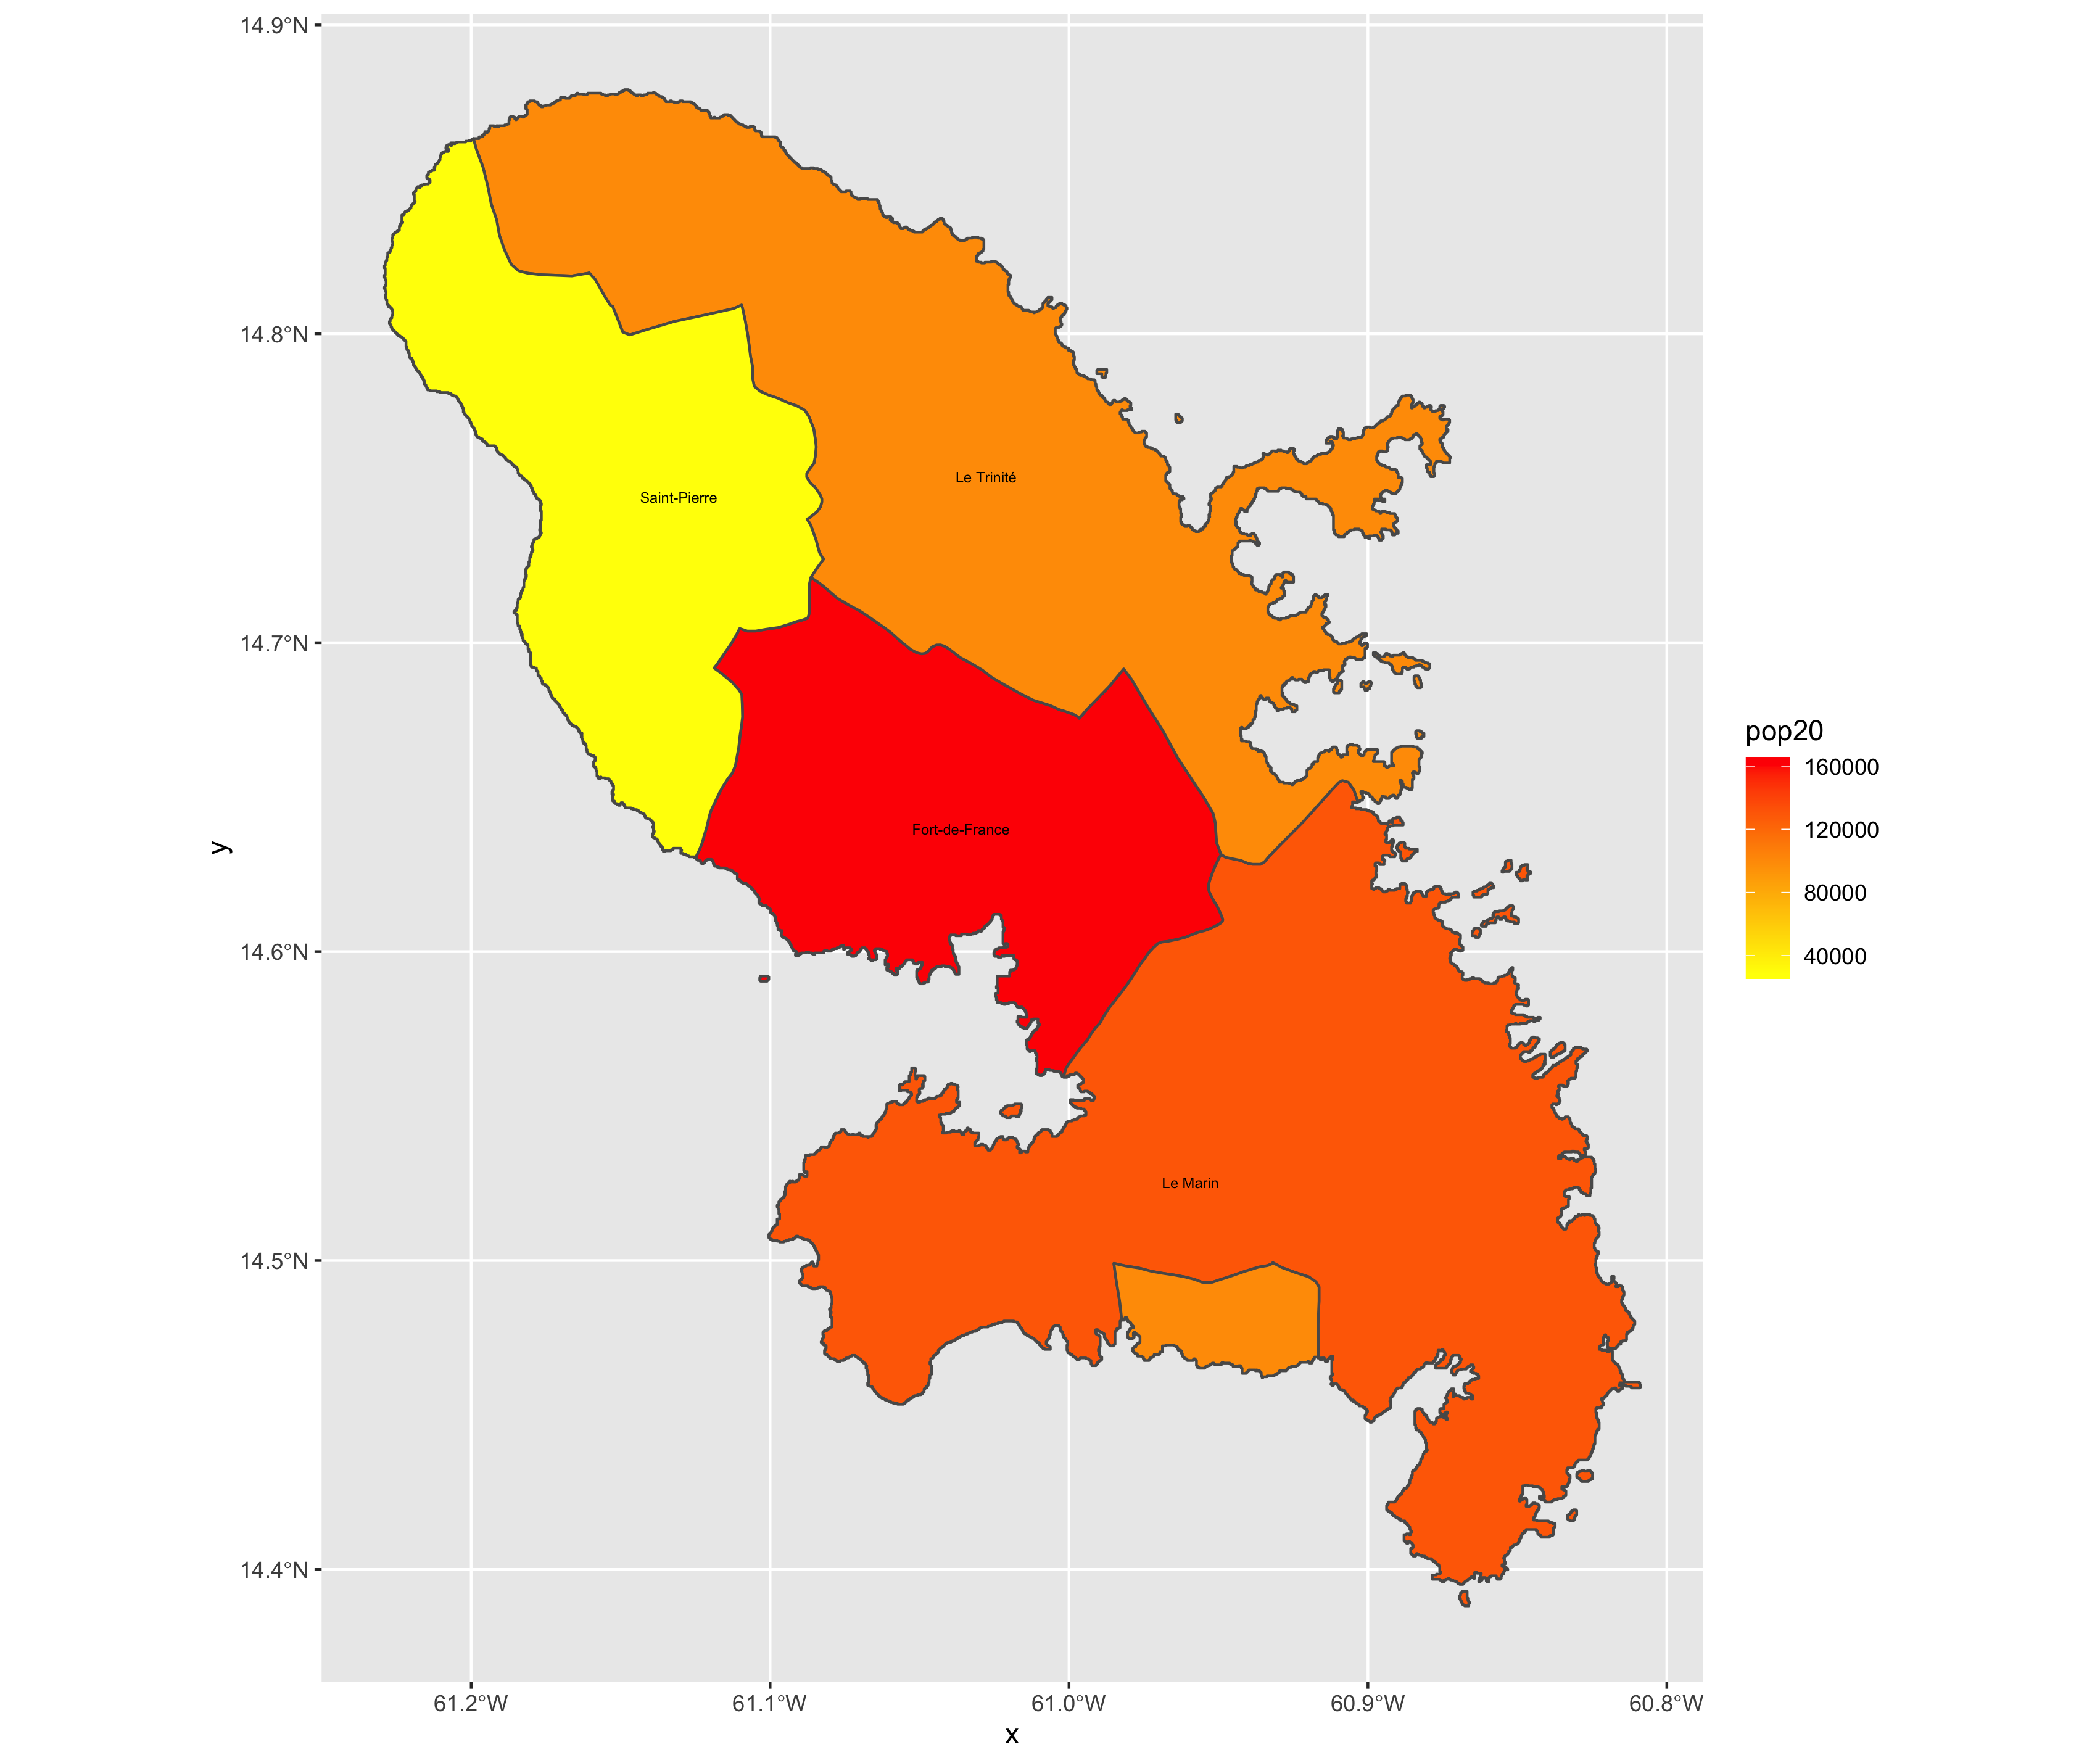 14.9°N
14.8°N
14.7°N
14.6°N
14.5°N
14.4°N
y
Saint-Pierre
Le Trinité
Fort-de-France
Le Marin
61.2°W
61.1°W
61.0°W
60.9°W
60.8°W
x
pop20
160000
120000
80000
40000